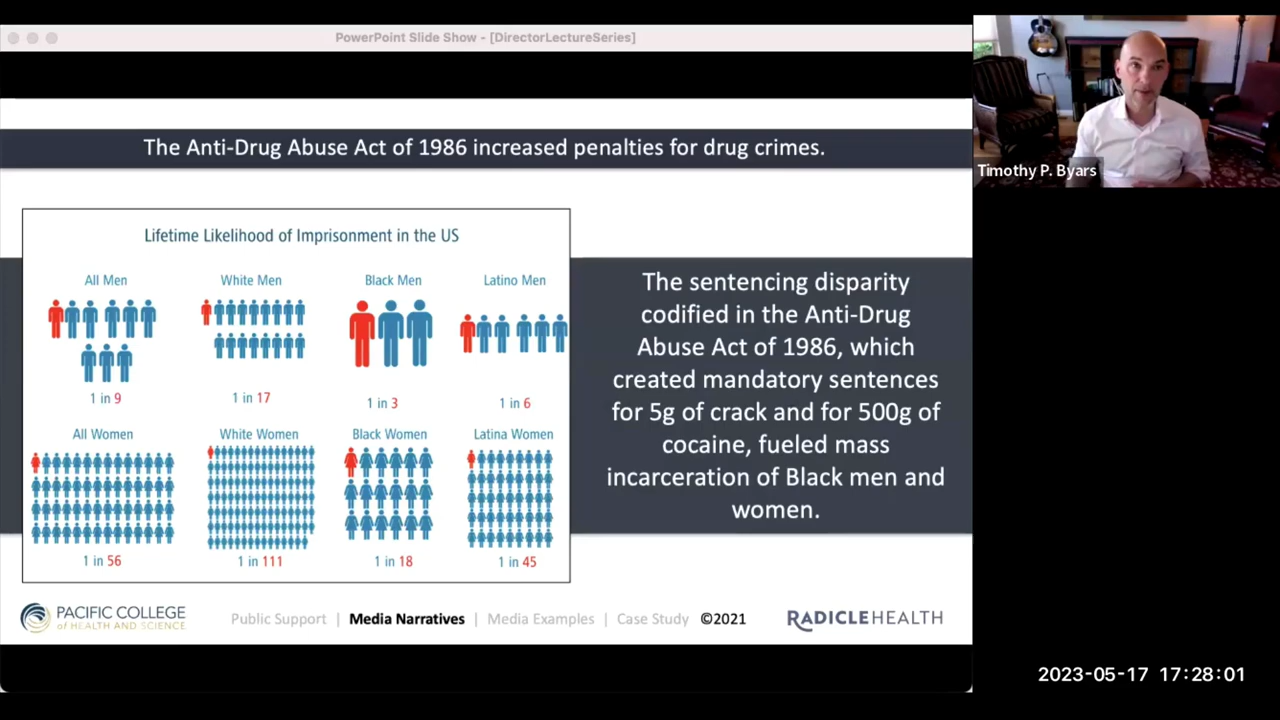 PowerPoint Slide Show - [DirectorLectureSeries]
The Anti-Drug Abuse Act of 1986 increased penalties for drug crimes.
Lifetime Likelihood of Imprisonment in the US
All Men
White Men
Black Men
Latino Men
1 in 9
1 in 17
1 in 3
1 in 6
All Women
White Women
Black Women
Latina Women
1 in 56
1 in 111
1 in 18
1 in 45
The sentencing disparity
codified in the Anti-Drug
Abuse Act of 1986, which
created mandatory sentences
for 5g of crack and for 500g of
cocaine, fueled mass
incarceration of Black men and
women.
PACIFIC COLLEGE
of HEALTH AND SCIENCE
Public Support | Media Narratives | Media Examples | Case Study ©2021
RADICLEHEALTH
Timothy P. Byars
2023-05-17 17:28:01